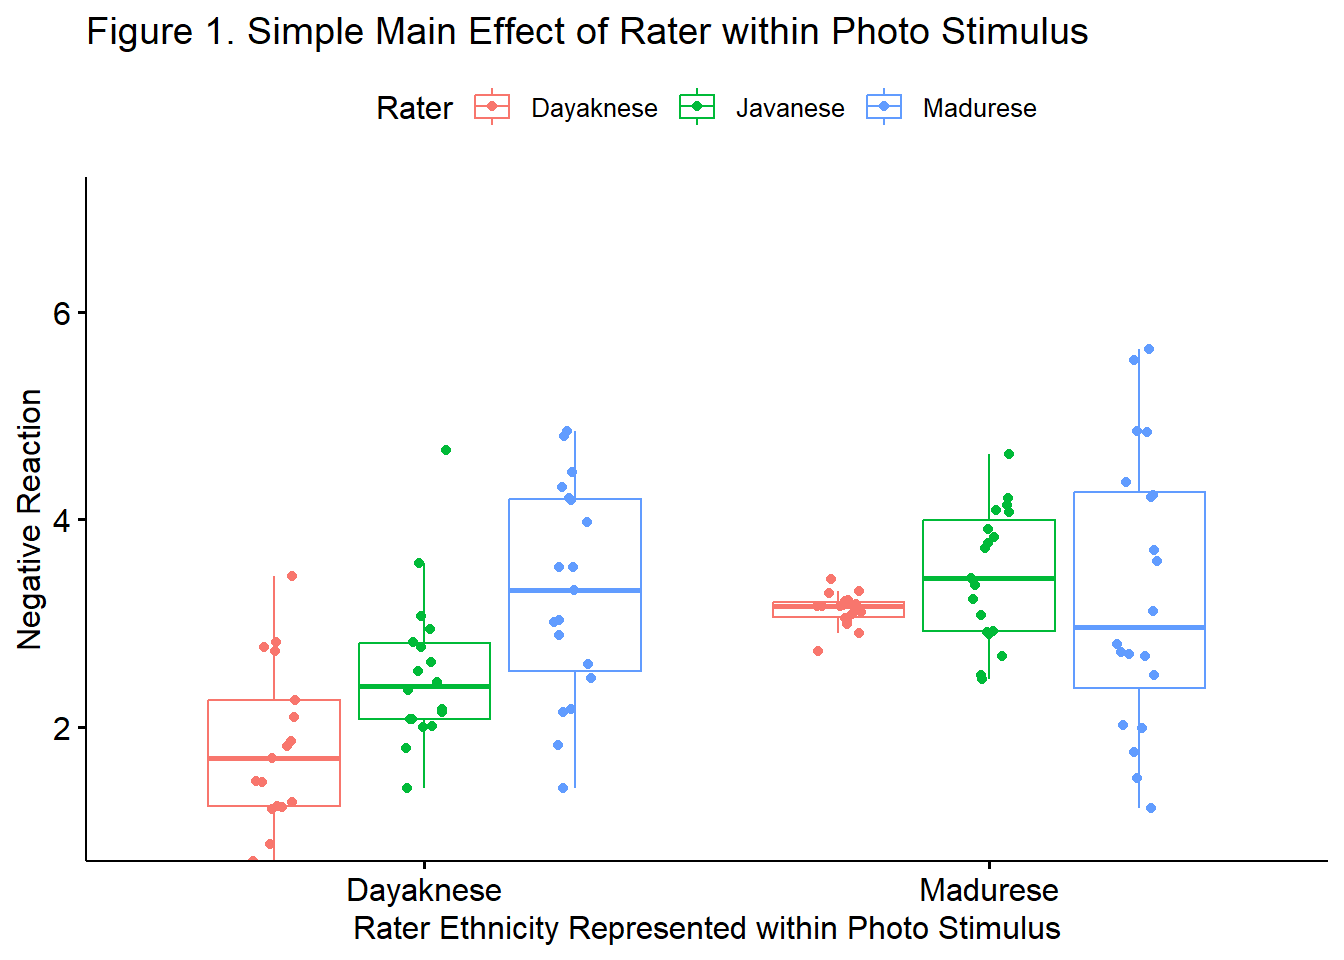 Figure 1. Simple Main Effect of Rater within Photo Stimulus
Rater Dayaknese Javanese Madurese
Negative Reaction
6
4
2
Dayaknese Madurese
Rater Ethnicity Represented within Photo Stimulus